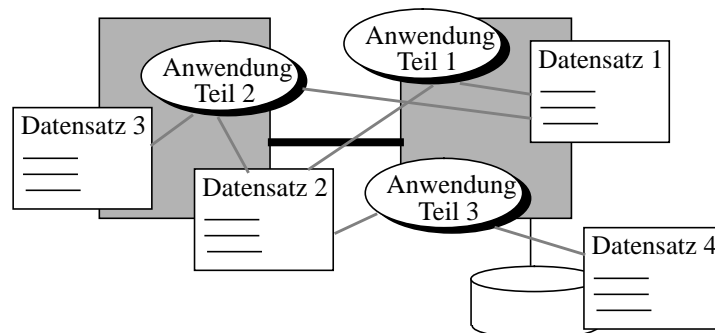 Anwendung
Teil 1
Anwendung
Teil 2
Datensatz 1
Datensatz 3
Datensatz 2
Anwendung
Teil 3
Datensatz 4